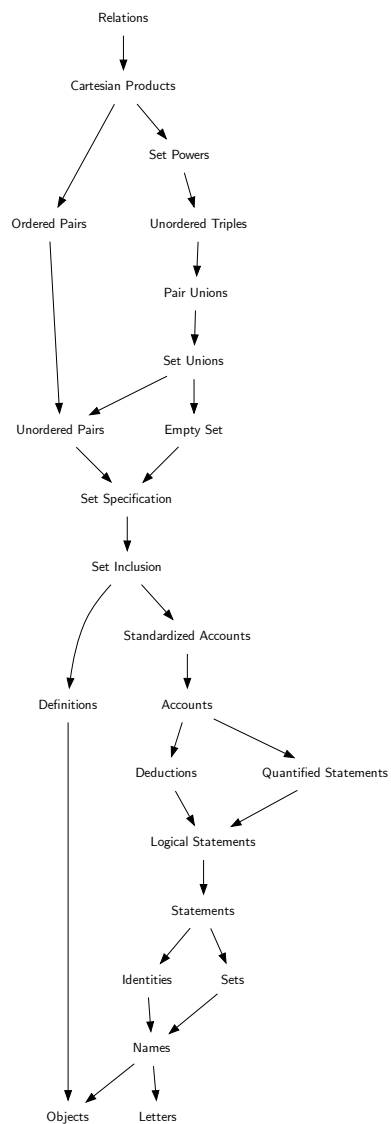 Relations
Cartesian Products
Set Powers
Ordered Pairs
Unordered Triples
Pair Unions
Set Unions
Unordered Pairs
Empty Set
Set Specification
Set Inclusion
Standardized Accounts
Definitions
Accounts
Deductions
Quantified Statements
Logical Statements
Statements
Identities
Sets
Names
Objects
Letters